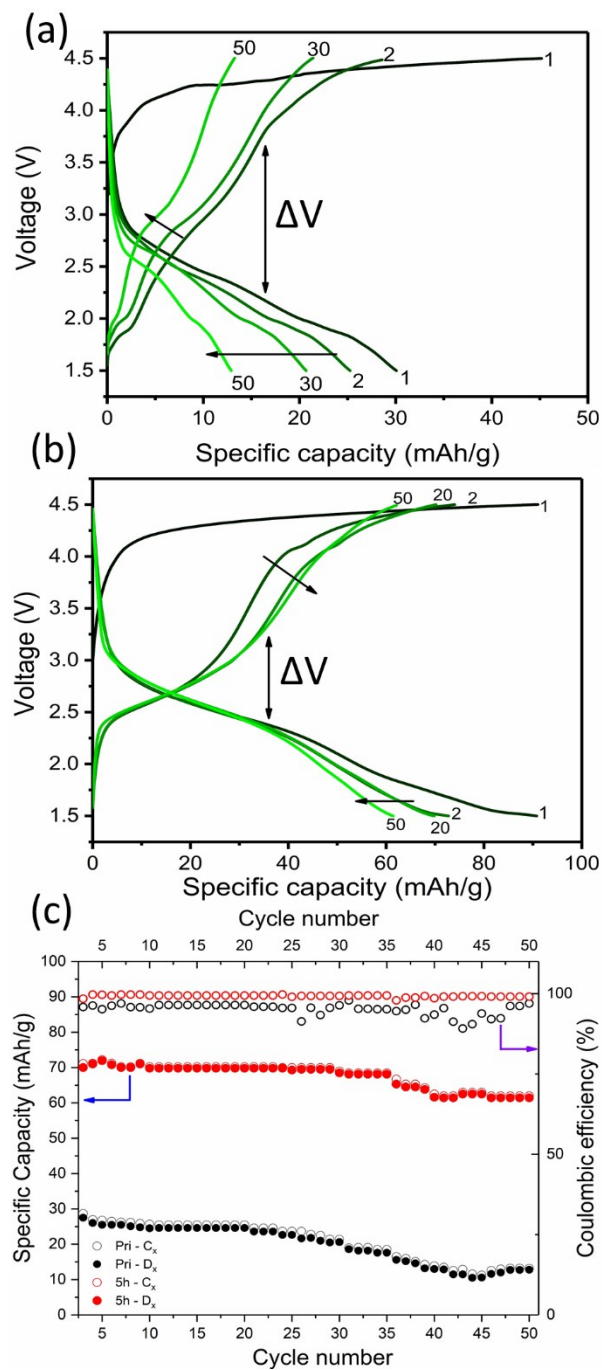 (a)
50 30 2
1
4.5
4.0
3.5
3.0
2.5
2.0
1.5
Voltage (V)
ΔV
50 30 2 1
0 10 20 30 40 50
Specific capacity (mAh/g)
(b)
50 20 2 1
4.5
4.0
3.5
3.0
2.5
2.0
1.5
Voltage (V)
ΔV
50 20 2 1
0 20 40 60 80 100
Specific capacity (mAh/g)
(c)
Cycle number
5 10 15 20 25 30 35 40 45 50
100
90
80
70
60
50
40
30
20
10
0
Specific Capacity (mAh/g)
100
50
0
Coulombic efficiency (%)
Pri - Cx
Pri - Dx
5h - Cx
5h - Dx
5 10 15 20 25 30 35 40 45 50
Cycle number